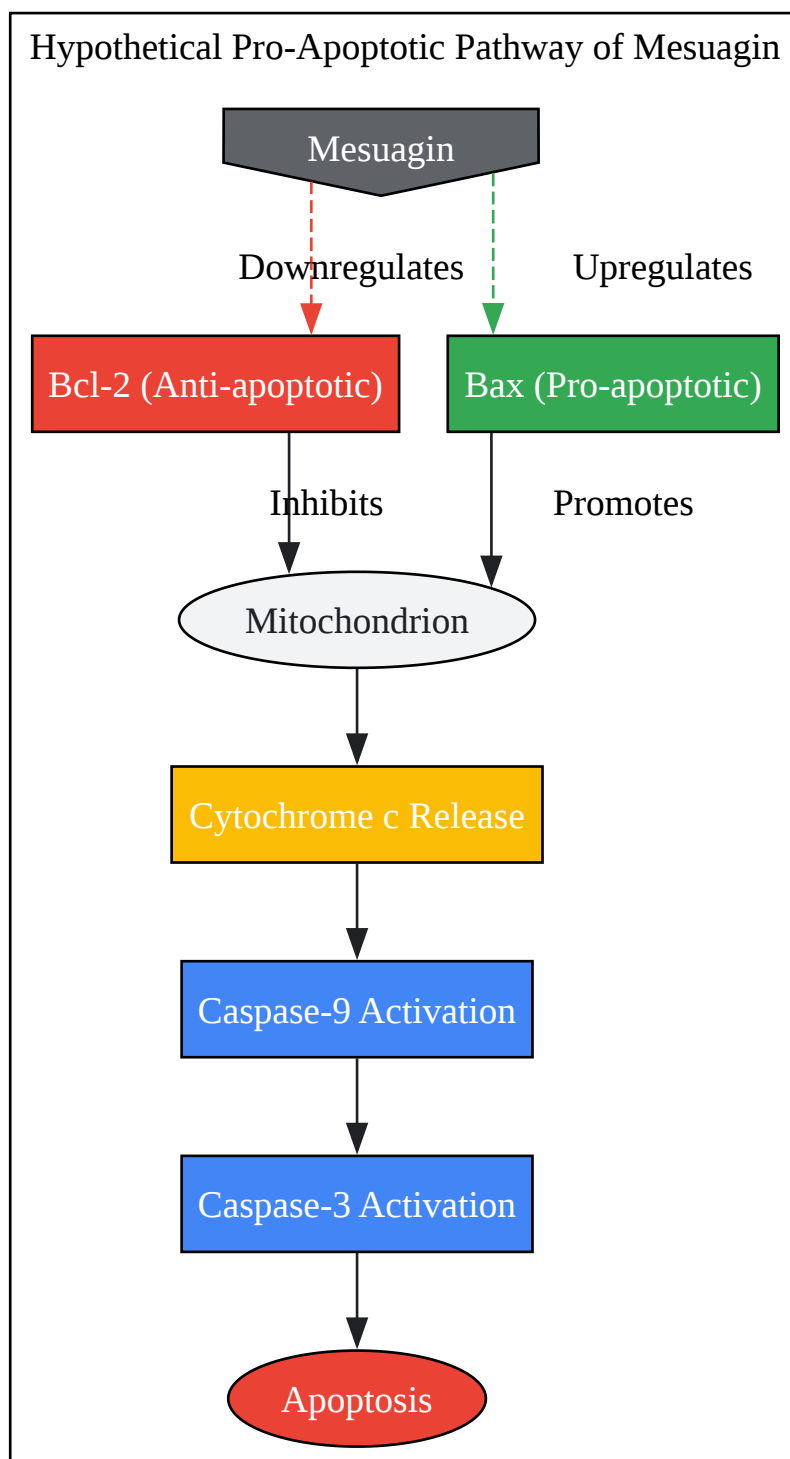 Hypothetical Pro-Apoptotic Pathway of Mesuagin
Mesuagin
Downregulates
Upregulates
Bcl-2 (Anti-apoptotic)
Bax (Pro-apoptotic)
Inhibits
Promotes
Mitochondrion
Cytochrome c Release
Caspase-9 Activation
Caspase-3 Activation
Apoptosis